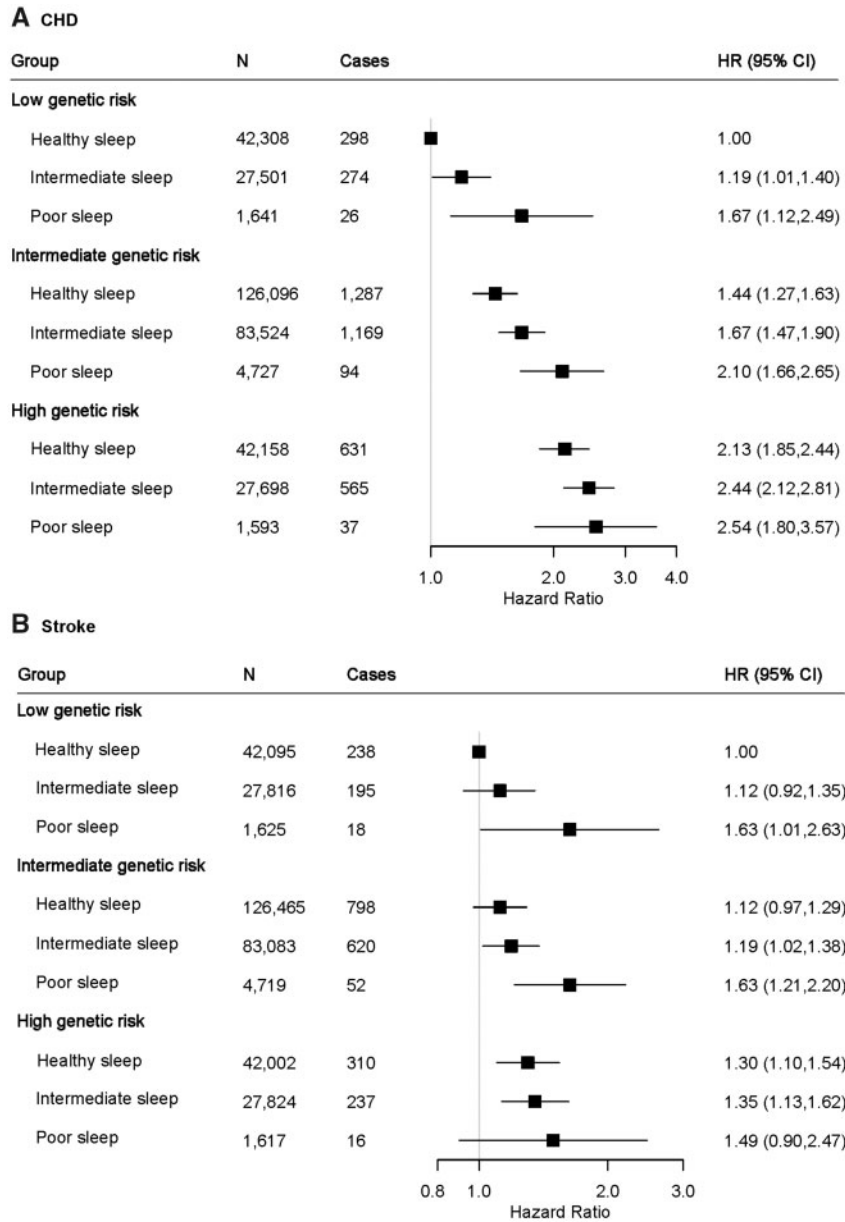 A CHD
Group N Cases HR (95% CI)
Low genetic risk
Healthy sleep 42,308 298 1.00
Intermediate sleep 27,501 274 1.19 (1.01,1.40)
Poor sleep 1,641 26 1.67 (1.12,2.49)
Intermediate genetic risk
Healthy sleep 126,096 1,287 1.44 (1.27,1.63)
Intermediate sleep 83,524 1,169 1.67 (1.47,1.90)
Poor sleep 4,727 94 2.10 (1.66,2.65)
High genetic risk
Healthy sleep 42,158 631 2.13 (1.85,2.44)
Intermediate sleep 27,698 565 2.44 (2.12,2.81)
Poor sleep 1,593 37 2.54 (1.80,3.57)
1.0 2.0 3.0 4.0
Hazard Ratio
B Stroke
Group N Cases HR (95% CI)
Low genetic risk
Healthy sleep 42,095 238 1.00
Intermediate sleep 27,816 195 1.12 (0.92,1.35)
Poor sleep 1,625 18 1.63 (1.01,2.63)
Intermediate genetic risk
Healthy sleep 126,465 798 1.12 (0.97,1.29)
Intermediate sleep 83,083 620 1.19 (1.02,1.38)
Poor sleep 4,719 52 1.63 (1.21,2.20)
High genetic risk
Healthy sleep 42,002 310 1.30 (1.10,1.54)
Intermediate sleep 27,824 237 1.35 (1.13,1.62)
Poor sleep 1,617 16 1.49 (0.90,2.47)
0.8 1.0 2.0 3.0
Hazard Ratio